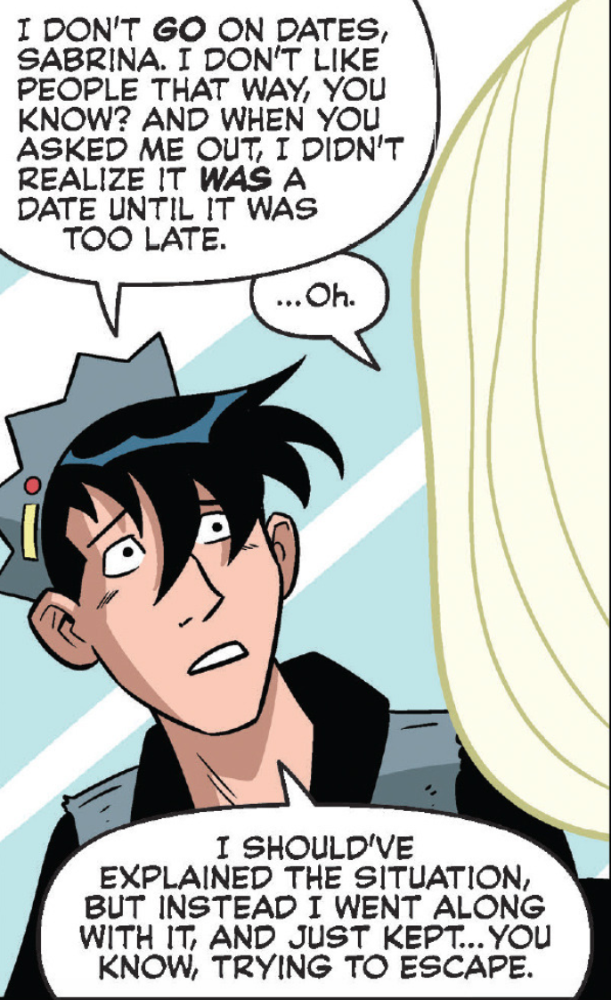 I DON'T GO ON DATES,
SABRINA. I DON'T LIKE
PEOPLE THAT WAY, YOU
KNOW? AND WHEN YOU
ASKED ME OUT, I DIDN'T
REALIZE IT WAS A
DATE UNTIL IT WAS
TOO LATE.
...Oh.
I SHOULD'VE
EXPLAINED THE SITUATION,
BUT INSTEAD I WENT ALONG
WITH IT, AND JUST KEPT...YOU
KNOW, TRYING TO ESCAPE.